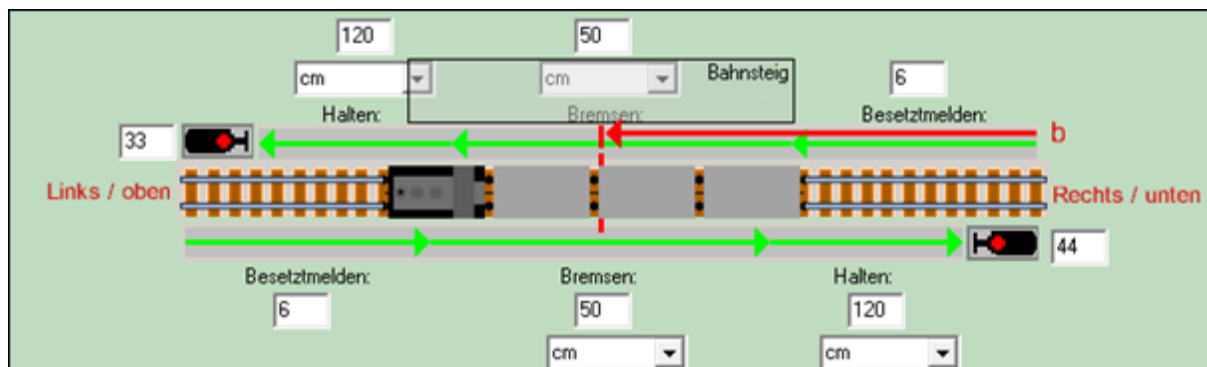 120
50
cm
cm
Bahnsteig
6
Halten:
Bremsen:
Besetztmelden:
33
b
Links / oben
Rechts / unten
44
Besetztmelden:
Bremsen:
Halten:
6
50
120
cm
cm